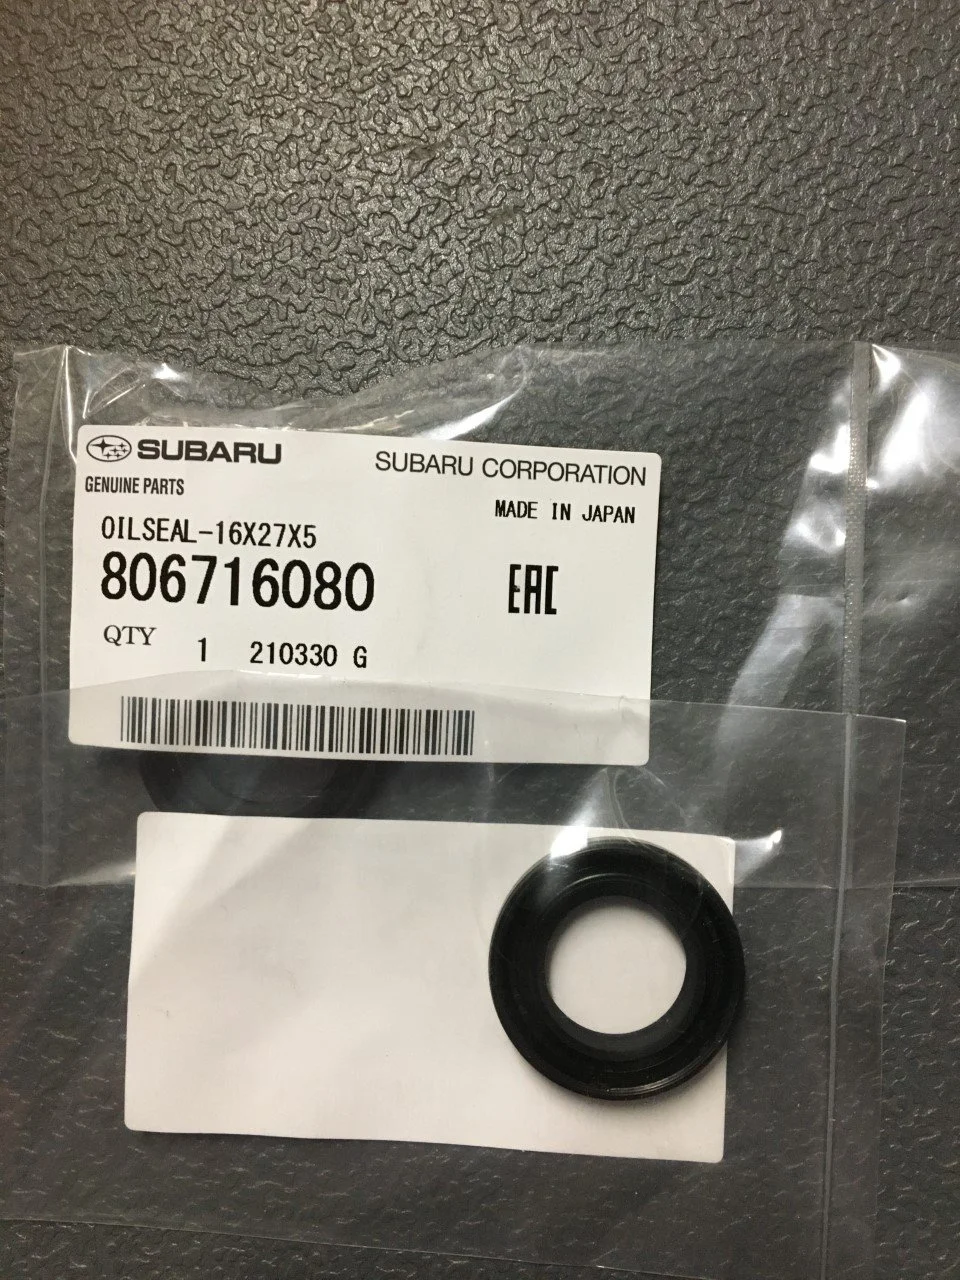 SUBARU
SUBARU CORPORATION
GENUINE PARTS
MADE IN JAPAN
OILSEAL-16X27X5
806716080
EAC
QTY 1 210330 G